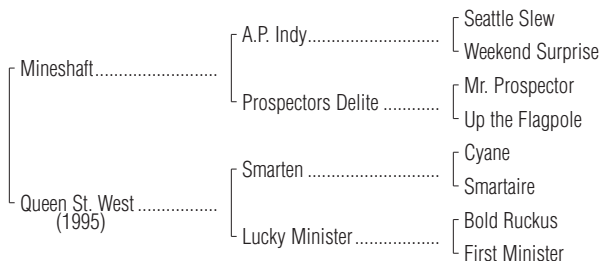 Seattle Slew
A.P. Indy
Weekend Surprise
Mineshaft
Mr. Prospector
Prospectors Delite
Up the Flagpole
Cyane
Smarten
Smartaire
Queen St. West
(1995)
Bold Ruckus
Lucky Minister
First Minister